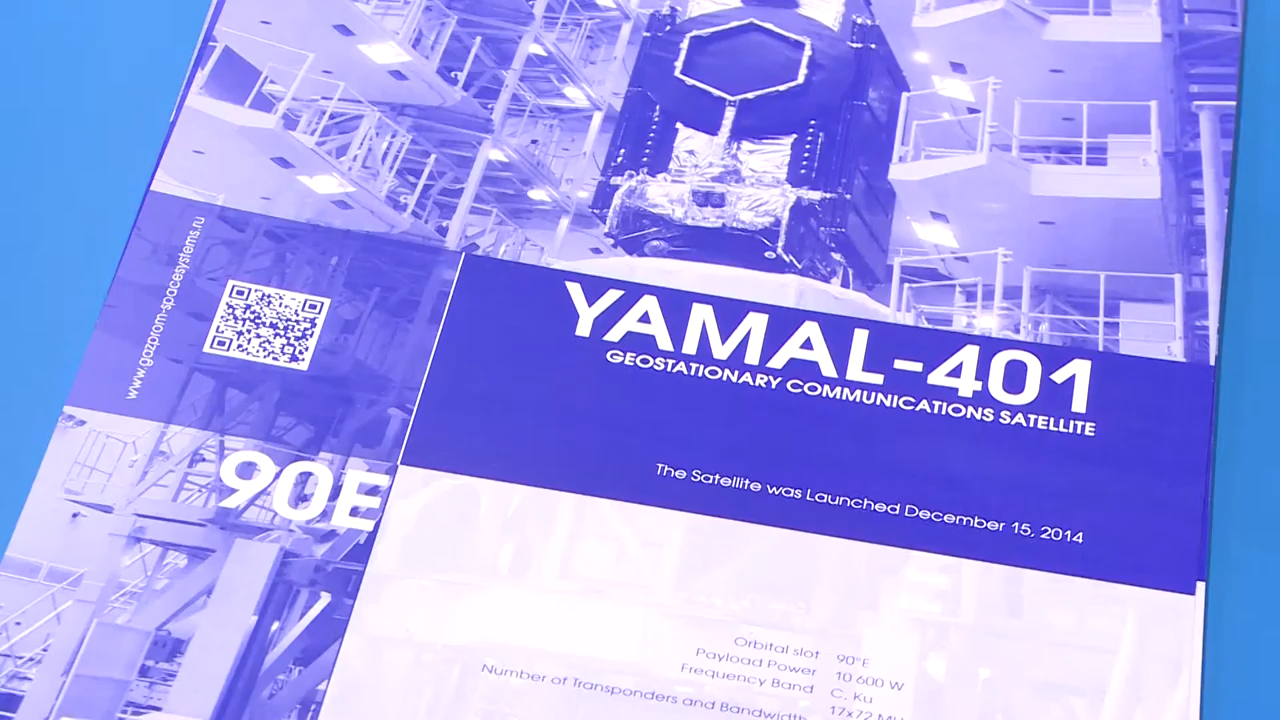 www.gazprom-spacesystems.ru
YAMAL-401
GEOSTATIONARY COMMUNICATIONS SATELLITE
90E
The Satellite was Launched December 15, 2014
Orbital slot 90°E
Payload Power 10 600 W
Frequency Band C, Ku
Number of Transponders and Bandwidth 17x72